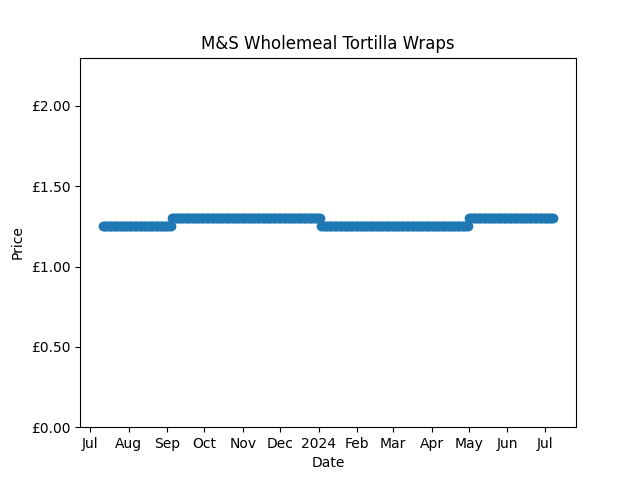 M&S Wholemeal Tortilla Wraps
£2.00
£1.50
£1.00
£0.50
£0.00
Price
Jul Aug Sep Oct Nov Dec 2024 Feb Mar Apr May Jun Jul
Date